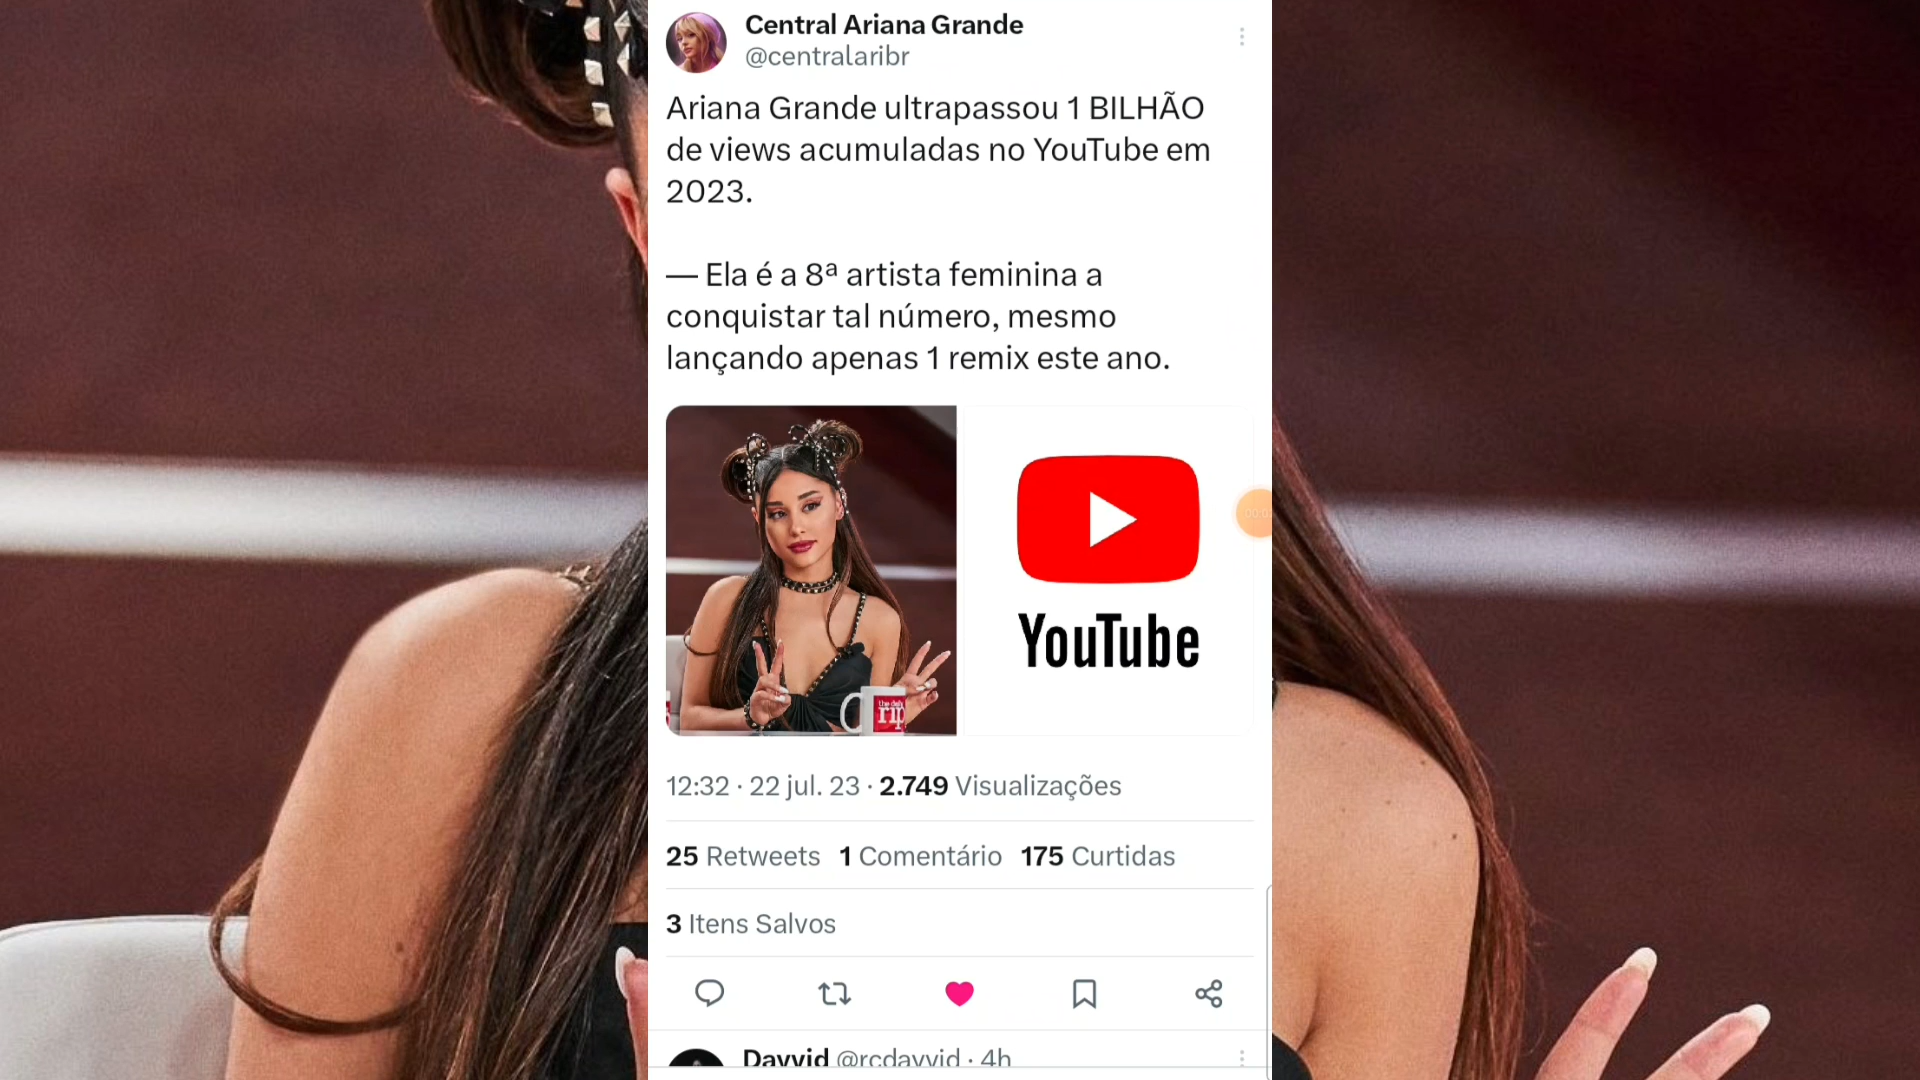 Central Ariana Grande
@centralaribr
Ariana Grande ultrapassou 1 BILHÃO
de views acumuladas no YouTube em
2023.
— Ela é a 8ª artista feminina a
conquistar tal número, mesmo
lançando apenas 1 remix este ano.
YouTube
rip
12:32 · 22 jul. 23 · 2.749 Visualizações
25 Retweets 1 Comentário 175 Curtidas
3 Itens Salvos
Davvid @rcdavvid · 4h